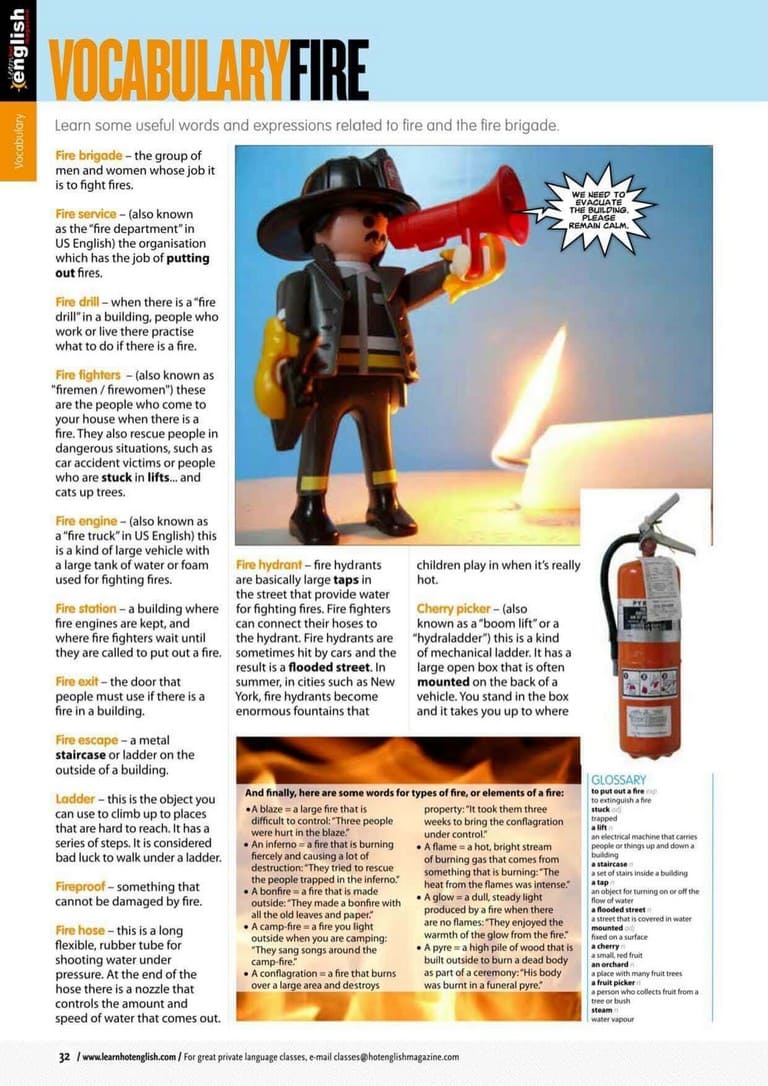 Learn hot
english
magazine
Vocabulary
VOCABULARYFIRE
Learn some useful words and expressions related to fire and the fire brigade.
Fire brigade – the group of
men and women whose job it
is to fight fires.
Fire service – (also known
as the "fire department" in
US English) the organisation
which has the job of putting
out fires.
Fire drill – when there is a "fire
drill" in a building, people who
work or live there practise
what to do if there is a fire.
Fire fighters – (also known as
"firemen / firewomen") these
are the people who come to
your house when there is a
fire. They also rescue people in
dangerous situations, such as
car accident victims or people
who are stuck in lifts... and
cats up trees.
Fire engine – (also known as
a "fire truck" in US English) this
is a kind of large vehicle with
a large tank of water or foam
used for fighting fires.
Fire station – a building where
fire engines are kept, and
where fire fighters wait until
they are called to put out a fire.
Fire exit – the door that
people must use if there is a
fire in a building.
Fire escape – a metal
staircase or ladder on the
outside of a building.
Ladder – this is the object you
can use to climb up to places
that are hard to reach. It has a
series of steps. It is considered
bad luck to walk under a ladder.
Fireproof – something that
cannot be damaged by fire.
Fire hose – this is a long
flexible, rubber tube for
shooting water under
pressure. At the end of the
hose there is a nozzle that
controls the amount and
speed of water that comes out.
WE NEED TO
EVACUATE
THE BUILDING.
PLEASE
REMAIN CALM.
Fire hydrant – fire hydrants
are basically large taps in
the street that provide water
for fighting fires. Fire fighters
can connect their hoses to
the hydrant. Fire hydrants are
sometimes hit by cars and the
result is a flooded street. In
summer, in cities such as New
York, fire hydrants become
enormous fountains that
children play in when it's really
hot.
Cherry picker – (also
known as a "boom lift" or a
"hydraladder") this is a kind
of mechanical ladder. It has a
large open box that is often
mounted on the back of a
vehicle. You stand in the box
and it takes you up to where
And finally, here are some words for types of fire, or elements of a fire:
• A blaze = a large fire that is
difficult to control: "Three people
were hurt in the blaze."
• An inferno = a fire that is burning
fiercely and causing a lot of
destruction: "They tried to rescue
the people trapped in the inferno."
• A bonfire = a fire that is made
outside: "They made a bonfire with
all the old leaves and paper."
• A camp-fire = a fire you light
outside when you are camping:
"They sang songs around the
camp-fire."
• A conflagration = a fire that burns
over a large area and destroys
property: "It took them three
weeks to bring the conflagration
under control."
• A flame = a hot, bright stream
of burning gas that comes from
something that is burning: "The
heat from the flames was intense."
• A glow = a dull, steady light
produced by a fire when there
are no flames: "They enjoyed the
warmth of the glow from the fire."
• A pyre = a high pile of wood that is
built outside to burn a dead body
as part of a ceremony: "His body
was burnt in a funeral pyre."
GLOSSARY
to put out a fire exp
to extinguish a fire
stuck adj
trapped
a lift n
an electrical machine that carries
people or things up and down a
building
a staircase n
a set of stairs inside a building
a tap n
an object for turning on or off the
flow of water
a flooded street n
a street that is covered in water
mounted adj
fixed on a surface
a cherry n
a small, red fruit
an orchard n
a place with many fruit trees
a fruit picker n
a person who collects fruit from a
tree or bush
steam n
water vapour
32 / www.learnhotenglish.com / For great private language classes, e-mail classes@hotenglishmagazine.com